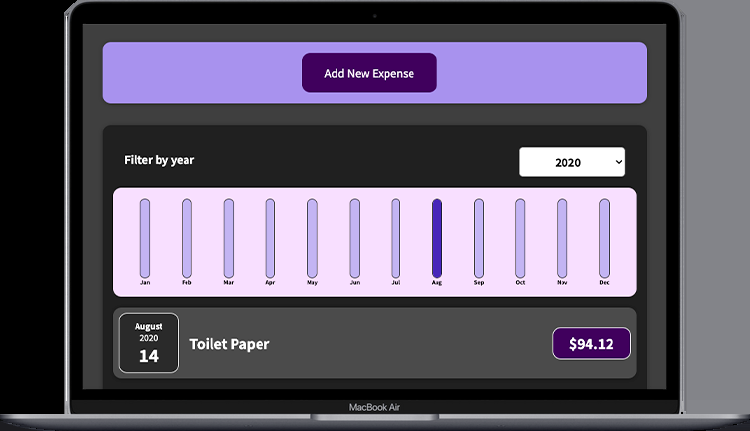 Add New Expense
Filter by year
2020
Jan Feb Mar Apr May Jun Jul Aug Sep Oct Nov Dec
August
2020
14
Toilet Paper
$94.12
MacBook Air